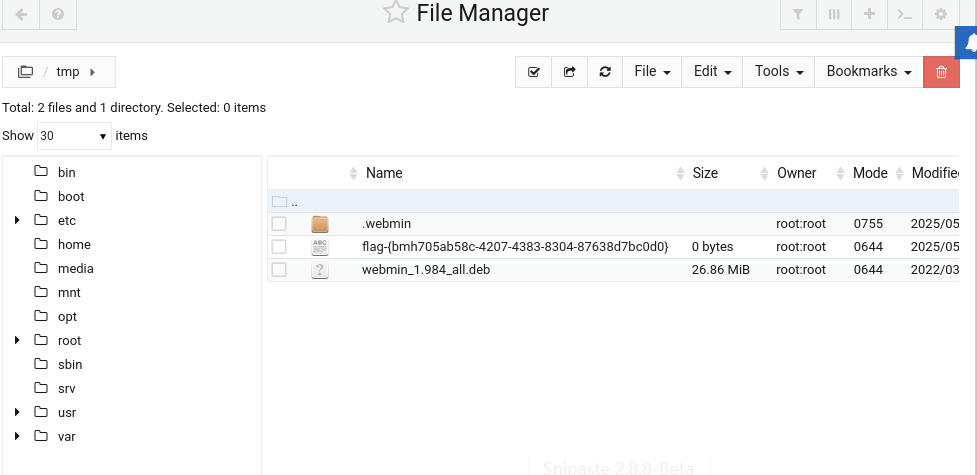 File Manager
/ tmp
File Edit Tools Bookmarks
Total: 2 files and 1 directory. Selected: 0 items
Show 30 items
bin
boot
etc
home
media
mnt
opt
root
sbin
srv
usr
var
Name Size Owner Mode Modified
..
.webmin root:root 0755 2025/05
ABC flag-{bmh705ab58c-4207-4383-8304-87638d7bc0d0} 0 bytes root:root 0644 2025/05
? webmin_1.984_all.deb 26.86 MiB root:root 0644 2022/03
Snipaste 2.8.8-Beta